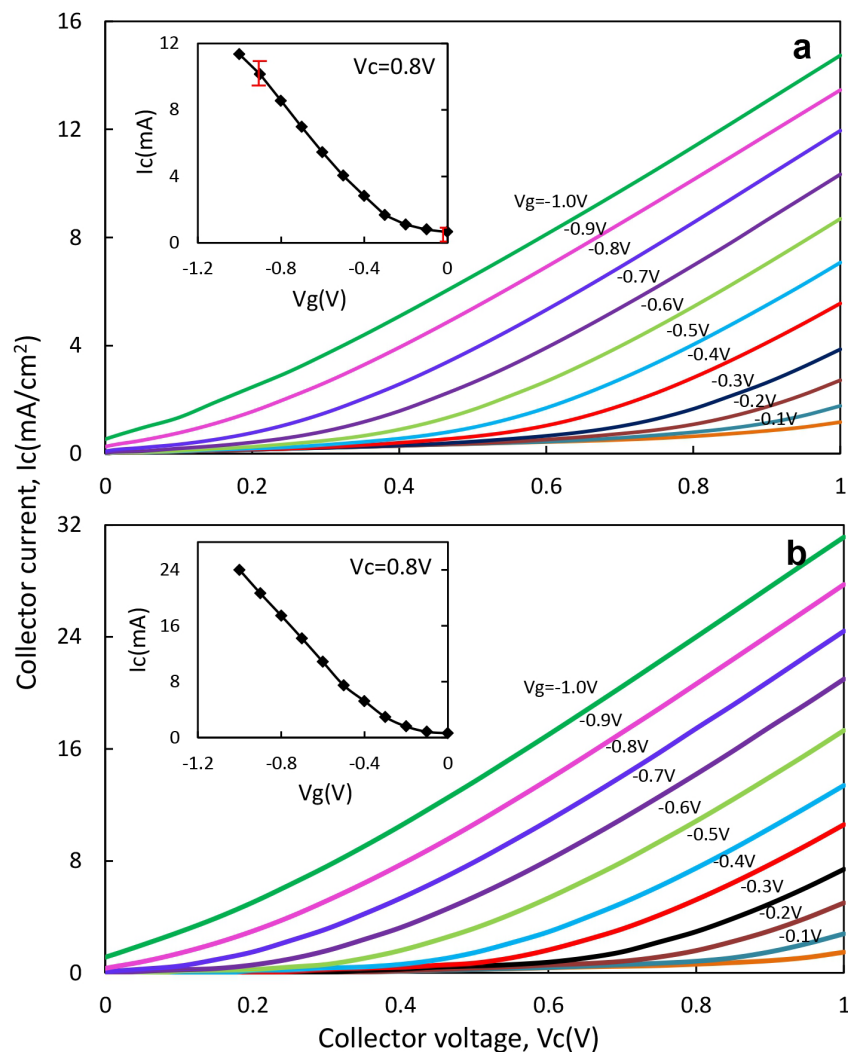 Collector current, Ic(mA/cm²)
a
16
12
8
4
0
0
0.2
0.4
0.6
0.8
1
Vc=0.8V
Ic(mA)
12
8
4
0
-1.2
-0.8
-0.4
0
Vg(V)
Vg=-1.0V
-0.9V
-0.8V
-0.7V
-0.6V
-0.5V
-0.4V
-0.3V
-0.2V
-0.1V
b
32
24
16
8
0
0
0.2
0.4
0.6
0.8
1
Vc=0.8V
Ic(mA)
24
16
8
0
-1.2
-0.8
-0.4
0
Vg(V)
Vg=-1.0V
-0.9V
-0.8V
-0.7V
-0.6V
-0.5V
-0.4V
-0.3V
-0.2V
-0.1V
Collector voltage, Vc(V)